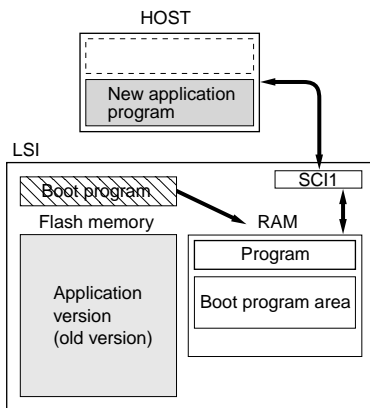 HOST
New application
program
LSI
SCI1
Boot program
Flash memory
RAM
Program
Application
version
(old version)
Boot program area